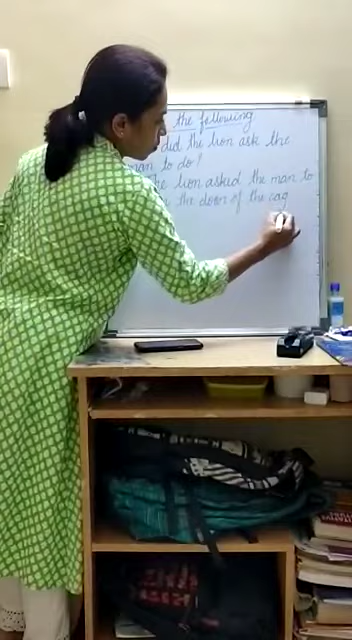 the following
did the lion ask the
man to do?
the lion asked the man to
the door of the cag